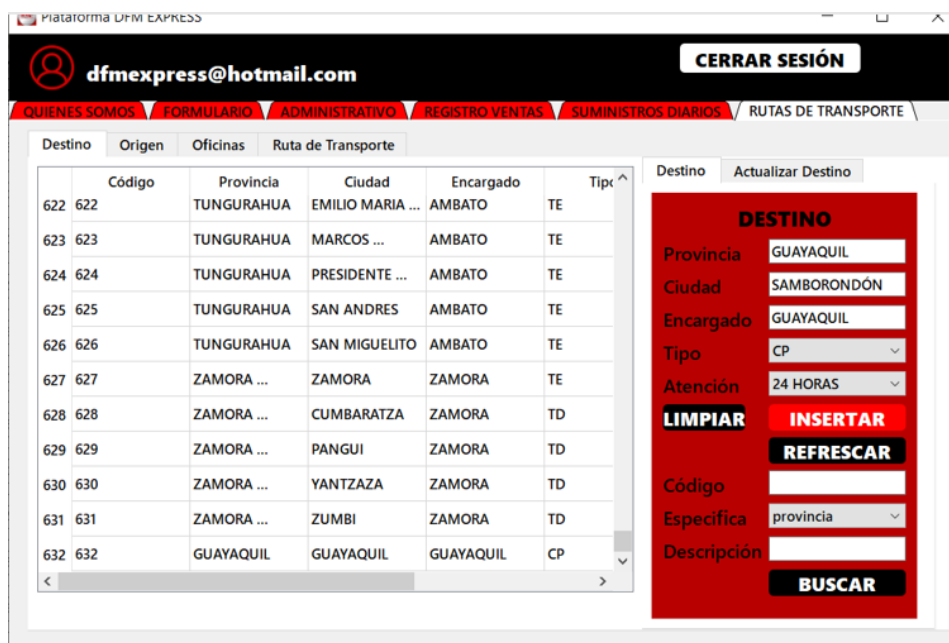 Plataforma DFM EXPRESS
dfmexpress@hotmail.com
CERRAR SESIÓN
QUIENES SOMOS FORMULARIO ADMINISTRATIVO REGISTRO VENTAS SUMINISTROS DIARIOS RUTAS DE TRANSPORTE
Destino Origen Oficinas Ruta de Transporte
Código Provincia Ciudad Encargado Tipo
622 622 TUNGURAHUA EMILIO MARIA ... AMBATO TE
623 623 TUNGURAHUA MARCOS ... AMBATO TE
624 624 TUNGURAHUA PRESIDENTE ... AMBATO TE
625 625 TUNGURAHUA SAN ANDRES AMBATO TE
626 626 TUNGURAHUA SAN MIGUELITO AMBATO TE
627 627 ZAMORA ... ZAMORA ZAMORA TE
628 628 ZAMORA ... CUMBARATZA ZAMORA TD
629 629 ZAMORA ... PANGUI ZAMORA TD
630 630 ZAMORA ... YANTZAZA ZAMORA TD
631 631 ZAMORA ... ZUMBI ZAMORA TD
632 632 GUAYAQUIL GUAYAQUIL GUAYAQUIL CP
Destino Actualizar Destino
DESTINO
Provincia GUAYAQUIL
Ciudad SAMBORONDÓN
Encargado GUAYAQUIL
Tipo CP
Atención 24 HORAS
LIMPIAR INSERTAR
REFRESCAR
Código
Especifica provincia
Descripción
BUSCAR